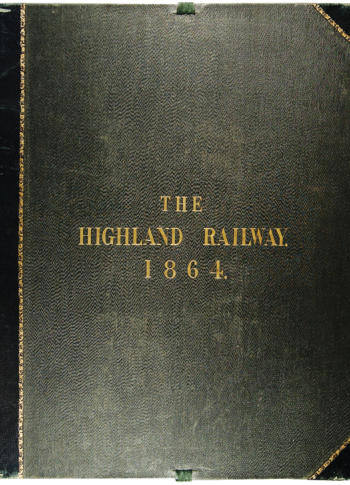 THE
HIGHLAND RAILWAY.
1864.